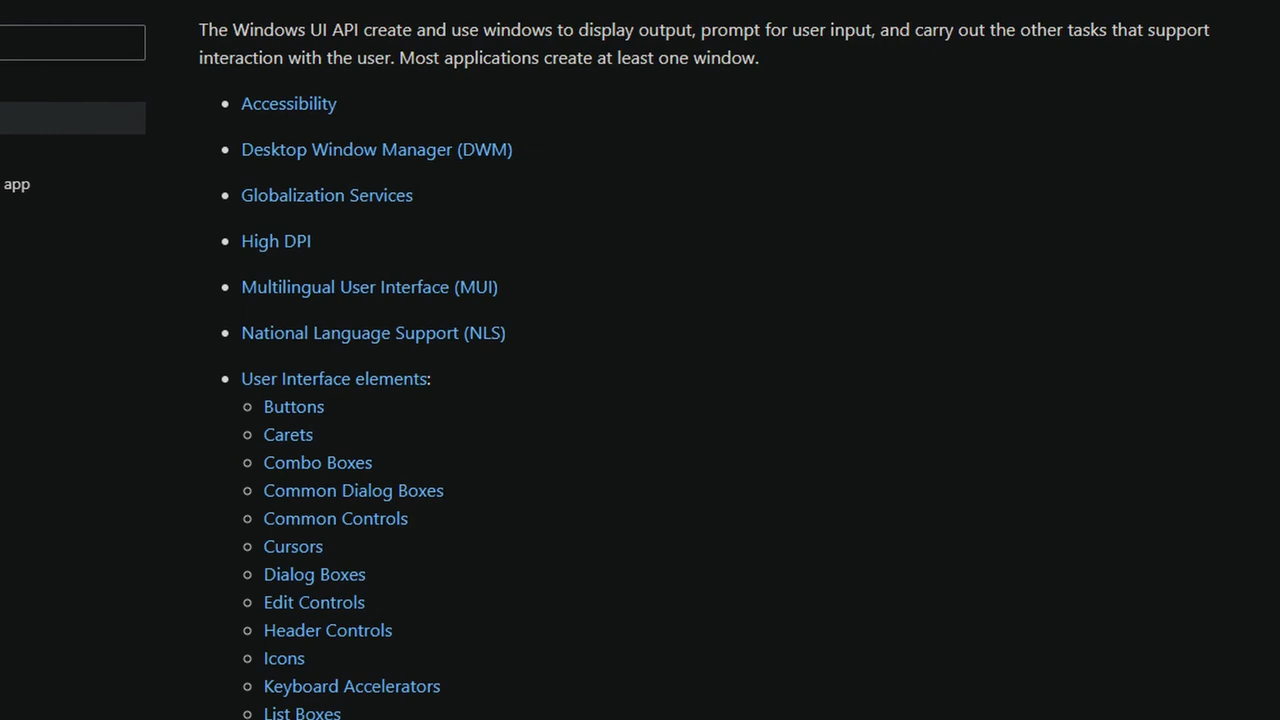 The Windows UI API create and use windows to display output, prompt for user input, and carry out the other tasks that support
interaction with the user. Most applications create at least one window.
Accessibility
Desktop Window Manager (DWM)
app
Globalization Services
High DPI
Multilingual User Interface (MUI)
National Language Support (NLS)
User Interface elements:
Buttons
Carets
Combo Boxes
Common Dialog Boxes
Common Controls
Cursors
Dialog Boxes
Edit Controls
Header Controls
Icons
Keyboard Accelerators
List Boxes